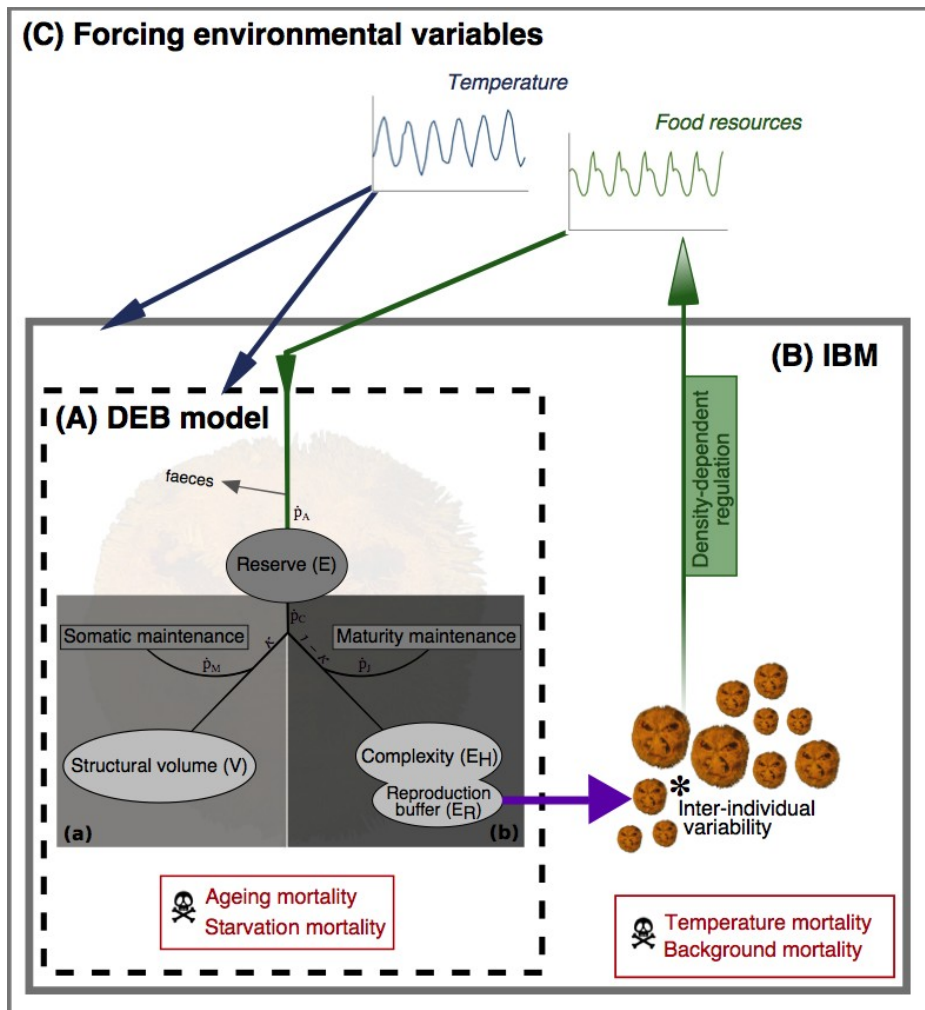 (C) Forcing environmental variables
Temperature
Food resources
(B) IBM
(A) DEB model
faeces
ṗA
Reserve (E)
Density-dependent
regulation
ṗC
Somatic maintenance
κ
1 - κ
Maturity maintenance
ṗM
ṗJ
Structural volume (V)
Complexity (EH)
Reproduction
buffer (ER)
(a)
(b)
*
Inter-individual
variability
Ageing mortality
Starvation mortality
Temperature mortality
Background mortality